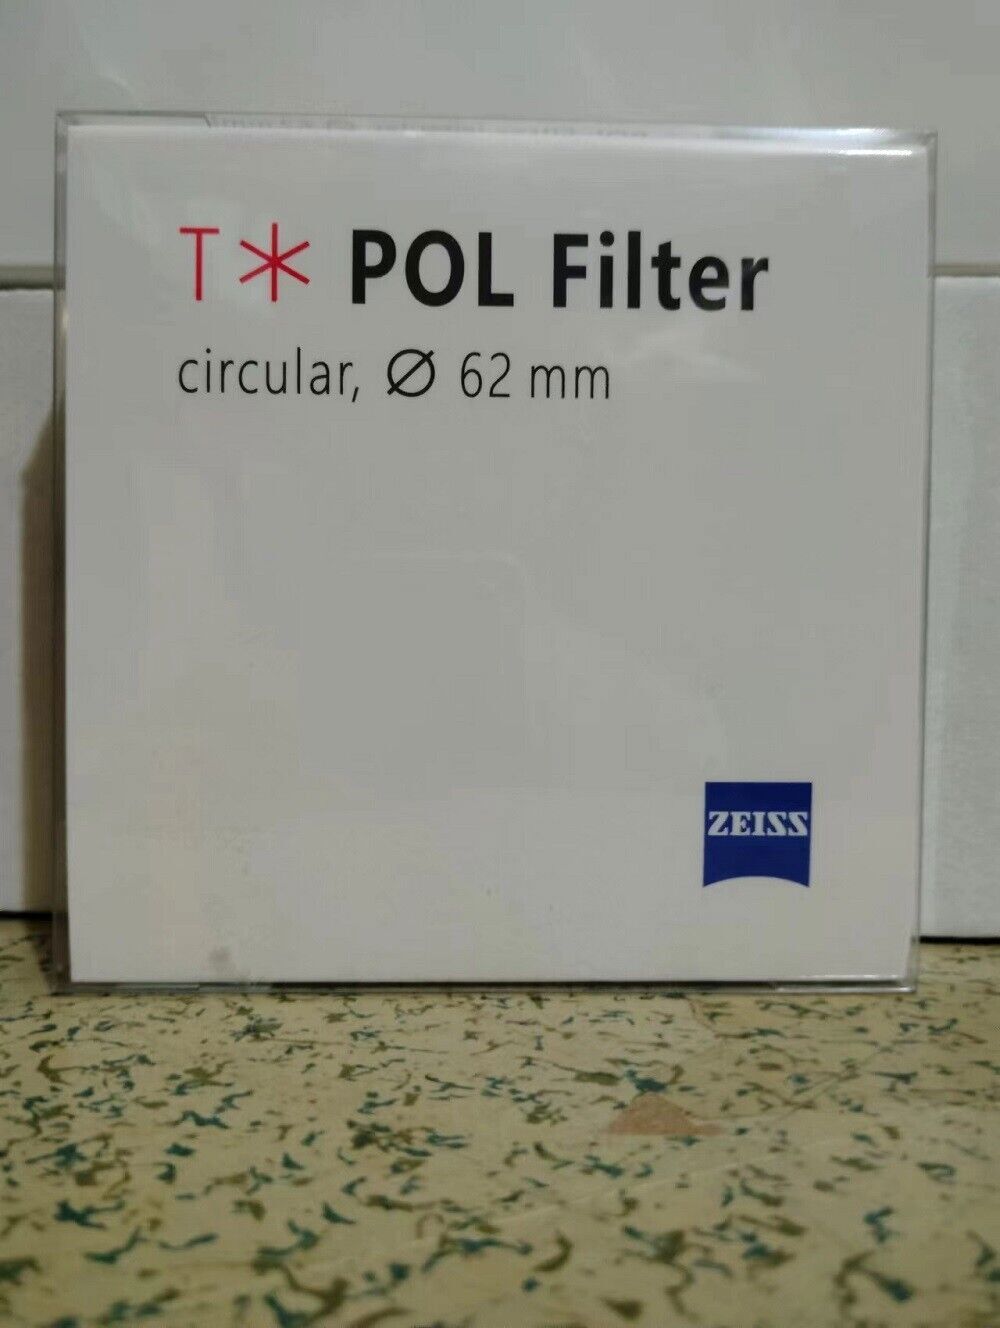 T* POL Filter
circular, Ø 62 mm
ZEISS